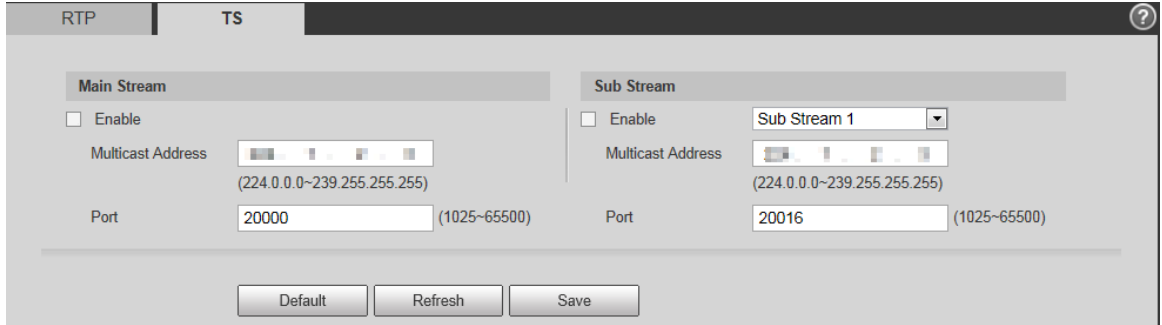 RTP TS ?
Main Stream Sub Stream
Enable Enable Sub Stream 1
Multicast Address Multicast Address
(224.0.0.0~239.255.255.255) (224.0.0.0~239.255.255.255)
Port 20000 (1025~65500) Port 20016 (1025~65500)
Default Refresh Save